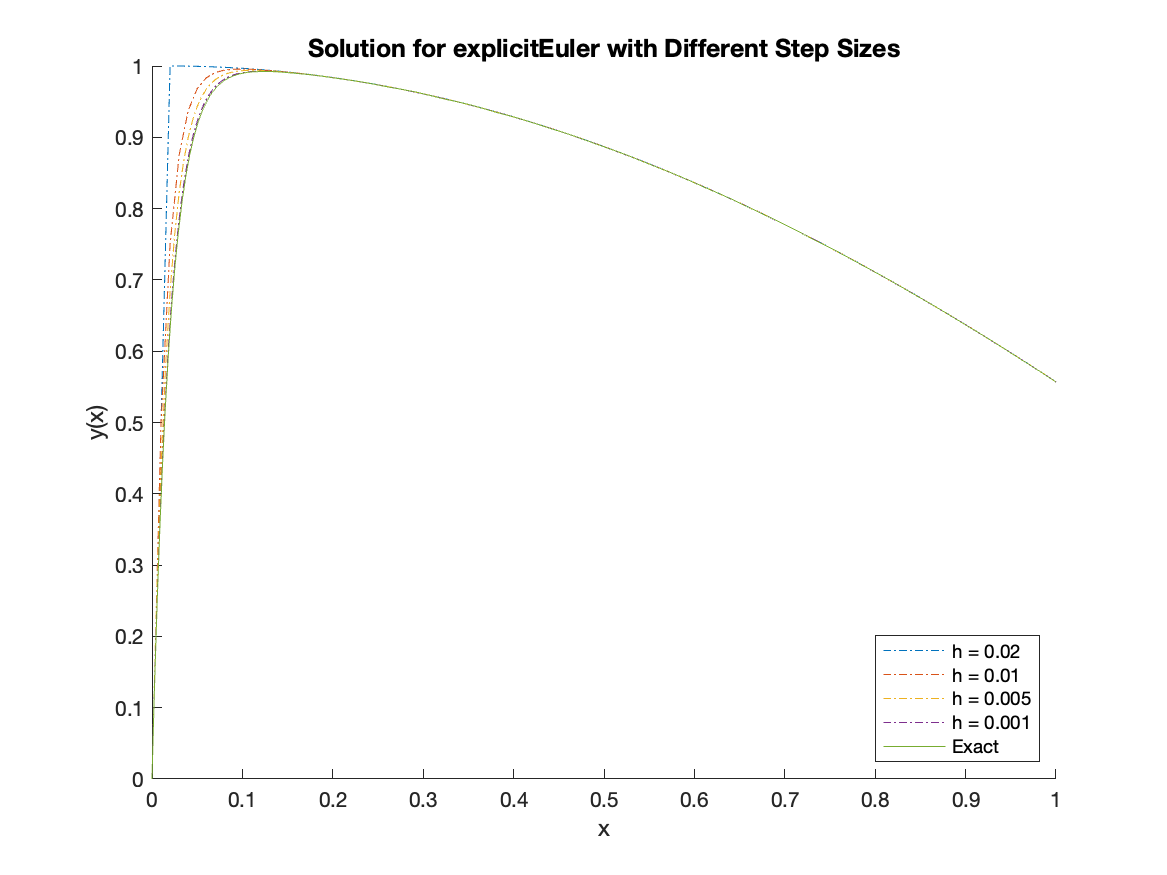 Solution for explicitEuler with Different Step Sizes
1
0.9
0.8
0.7
0.6
0.5
0.4
0.3
0.2
0.1
0
y(x)
0 0.1 0.2 0.3 0.4 0.5 0.6 0.7 0.8 0.9 1
x
h = 0.02
h = 0.01
h = 0.005
h = 0.001
Exact